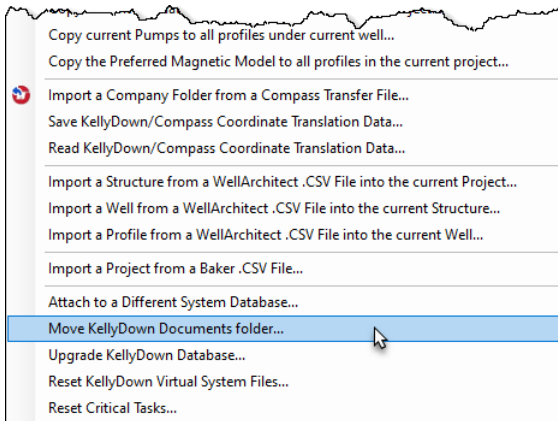 Copy current Pumps to all profiles under current well...
Copy the Preferred Magnetic Model to all profiles in the current project...
Import a Company Folder from a Compass Transfer File...
Save KellyDown/Compass Coordinate Translation Data...
Read KellyDown/Compass Coordinate Translation Data...
Import a Structure from a WellArchitect .CSV File into the current Project...
Import a Well from a WellArchitect .CSV File into the current Structure...
Import a Profile from a WellArchitect .CSV File into the current Well...
Import a Project from a Baker .CSV File...
Attach to a Different System Database...
Move KellyDown Documents folder...
Upgrade KellyDown Database...
Reset KellyDown Virtual System Files...
Reset Critical Tasks...